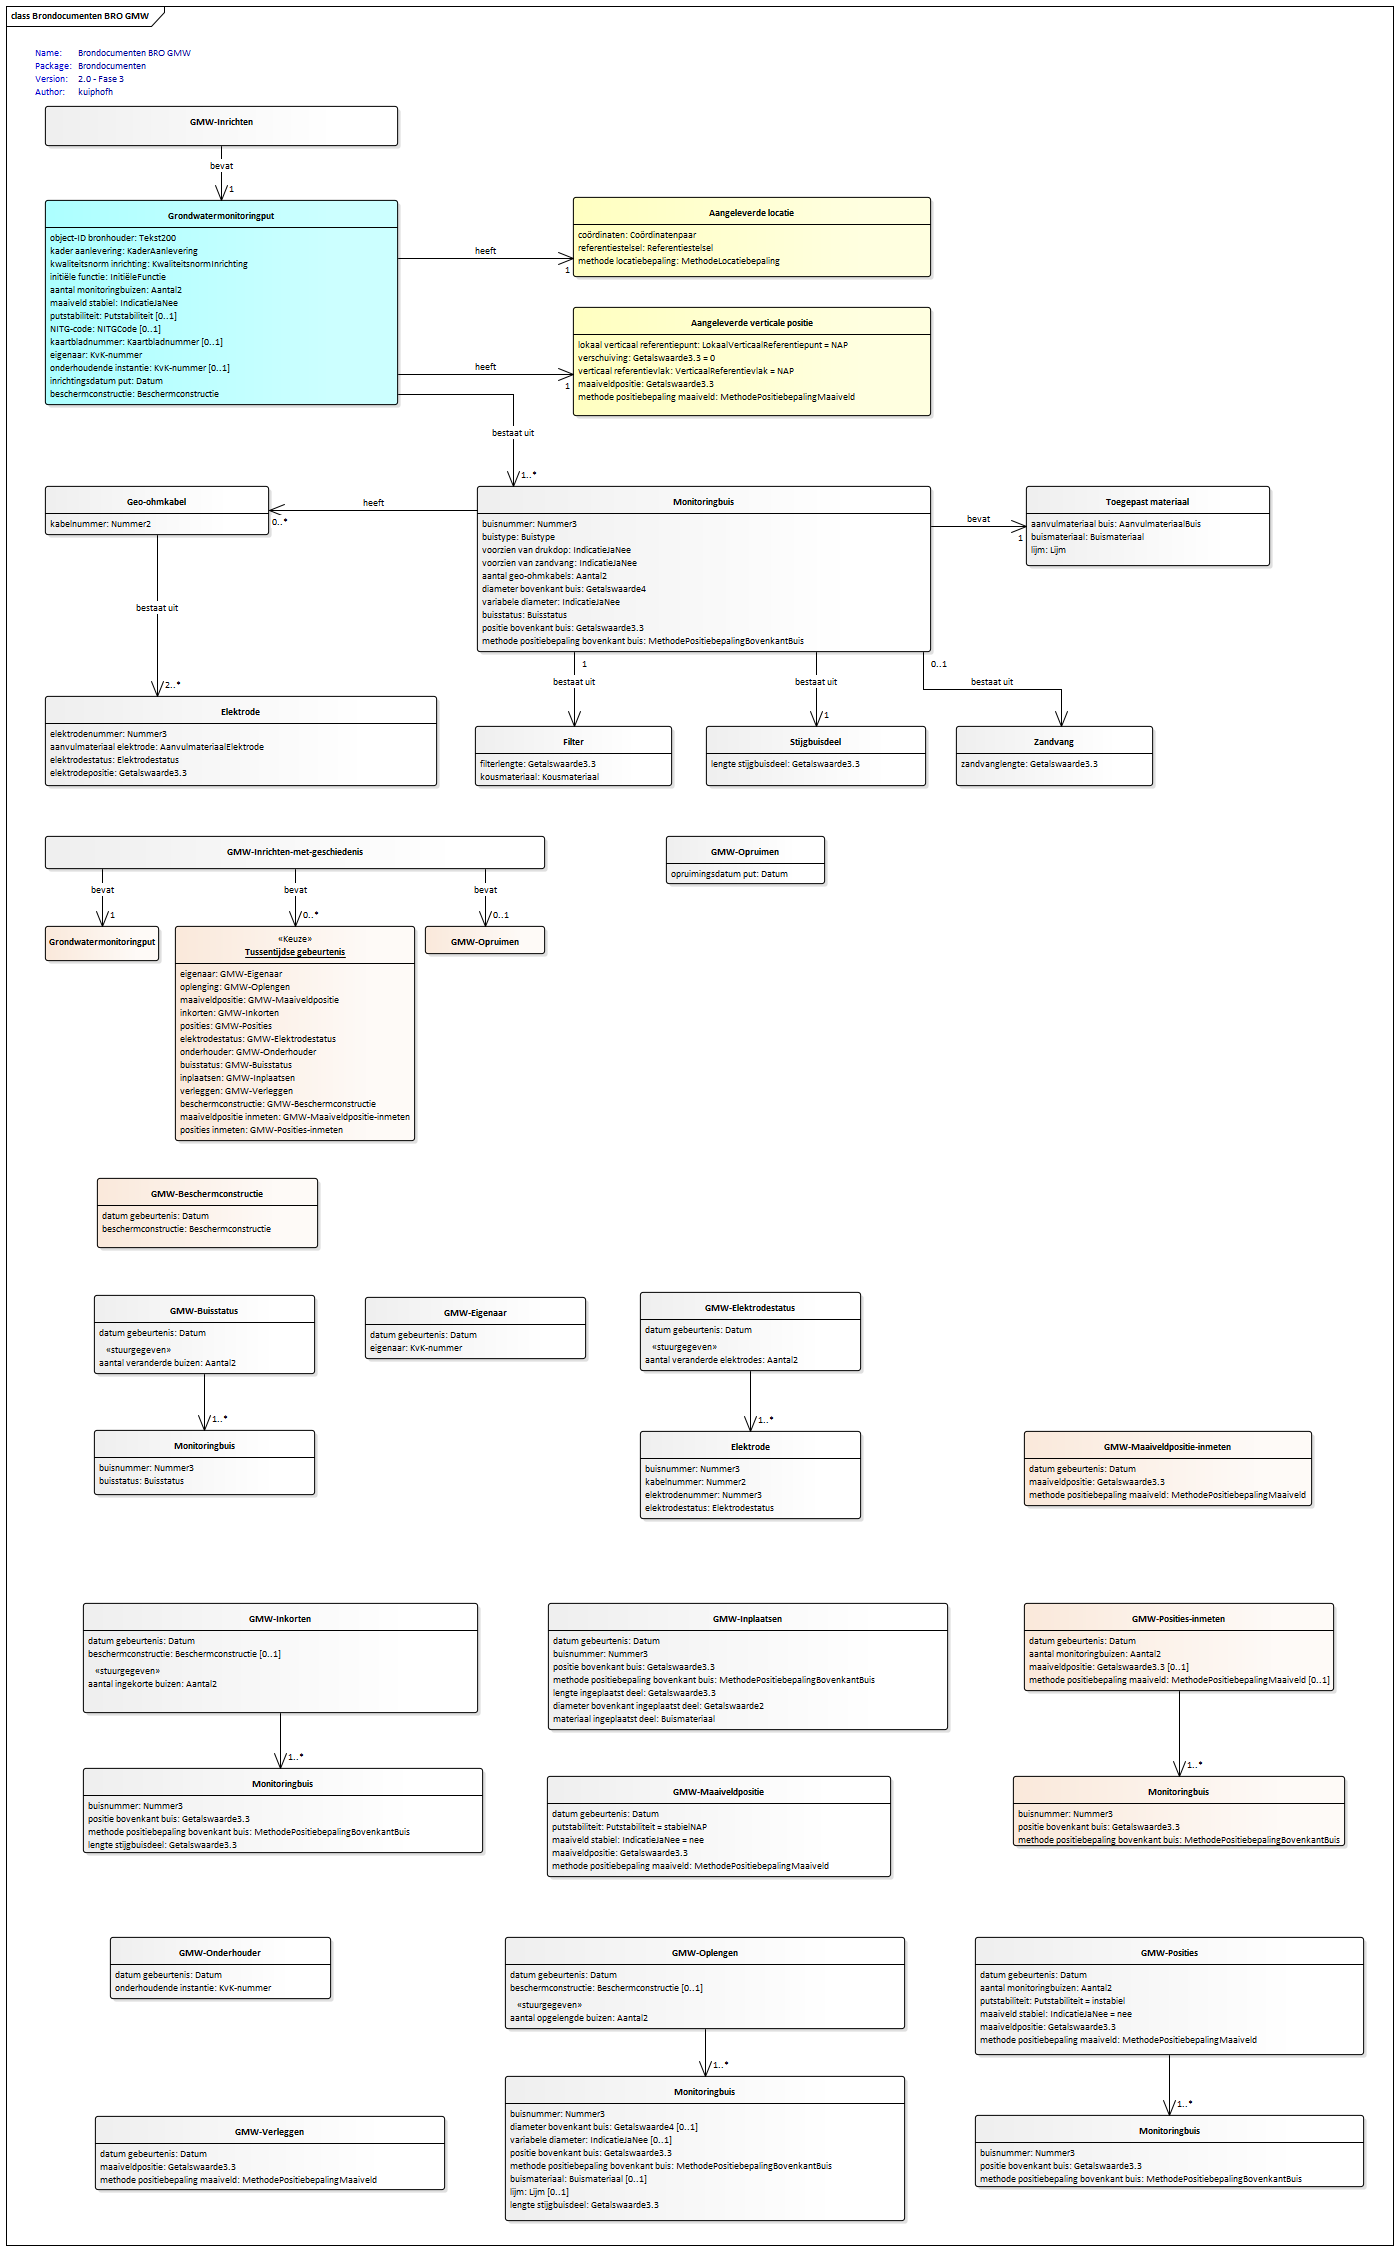 class Brondocumenten BRO GMW
Name: Brondocumenten BRO GMW
Package: Brondocumenten
Version: 2.0 - Fase 3
Author: kuiphofh
GMW-Inrichten
bevat
1
Grondwatermonitoringput
object-ID bronhouder: Tekst200
kader aanlevering: KaderAanlevering
kwaliteitsnorm inrichting: KwaliteitsnormInrichting
initiële functie: InitiëleFunctie
aantal monitoringbuizen: Aantal2
maaiveld stabiel: IndicatieJaNee
putstabiliteit: Putstabiliteit [0..1]
NITG-code: NITGCode [0..1]
kaartbladnummer: Kaartbladnummer [0..1]
eigenaar: KvK-nummer
onderhoudende instantie: KvK-nummer [0..1]
inrichtingsdatum put: Datum
beschermconstructie: Beschermconstructie
heeft
1
Aangeleverde locatie
coördinaten: Coördinatenpaar
referentiestelsel: Referentiestelsel
methode locatiebepaling: MethodeLocatiebepaling
heeft
1
Aangeleverde verticale positie
lokaal verticaal referentiepunt: LokaalVerticaalReferentiepunt = NAP
verschuiving: Getalswaarde3.3 = 0
verticaal referentievlak: VerticaalReferentievlak = NAP
maaiveldpositie: Getalswaarde3.3
methode positiebepaling maaiveld: MethodePositiebepalingMaaiveld
bestaat uit
1..*
Geo-ohmkabel
kabelnummer: Nummer2
heeft
0..*
Monitoringbuis
buisnummer: Nummer3
buistype: Buistype
voorzien van drukdop: IndicatieJaNee
voorzien van zandvang: IndicatieJaNee
aantal geo-ohmkabels: Aantal2
diameter bovenkant buis: Getalswaarde4
variabele diameter: IndicatieJaNee
buisstatus: Buisstatus
positie bovenkant buis: Getalswaarde3.3
methode positiebepaling bovenkant buis: MethodePositiebepalingBovenkantBuis
bevat
1
Toegepast materiaal
aanvulmateriaal buis: AanvulmateriaalBuis
buismateriaal: Buismateriaal
lijm: Lijm
bestaat uit
2..*
Elektrode
elektrodenummer: Nummer3
aanvulmateriaal elektrode: AanvulmateriaalElektrode
elektrodestatus: Elektrodestatus
elektrodepositie: Getalswaarde3.3
1
bestaat uit
Filter
filterlengte: Getalswaarde3.3
kousmateriaal: Kousmateriaal
bestaat uit
1
Stijgbuisdeel
lengte stijgbuisdeel: Getalswaarde3.3
0..1
bestaat uit
Zandvang
zandvanglengte: Getalswaarde3.3
GMW-Inrichten-met-geschiedenis
GMW-Opruimen
opruimingsdatum put: Datum
bevat
1
bevat
0..*
bevat
0..1
Grondwatermonitoringput
«Keuze»
Tussentijdse gebeurtenis
eigenaar: GMW-Eigenaar
oplenging: GMW-Oplengen
maaiveldpositie: GMW-Maaiveldpositie
inkorten: GMW-Inkorten
posities: GMW-Posities
elektrodestatus: GMW-Elektrodestatus
onderhouder: GMW-Onderhouder
buisstatus: GMW-Buisstatus
inplaatsen: GMW-Inplaatsen
verleggen: GMW-Verleggen
beschermconstructie: GMW-Beschermconstructie
maaiveldpositie inmeten: GMW-Maaiveldpositie-inmeten
posities inmeten: GMW-Posities-inmeten
GMW-Opruimen
GMW-Beschermconstructie
datum gebeurtenis: Datum
beschermconstructie: Beschermconstructie
GMW-Buisstatus
datum gebeurtenis: Datum
«stuurgegeven»
aantal veranderde buizen: Aantal2
1..*
Monitoringbuis
buisnummer: Nummer3
buisstatus: Buisstatus
GMW-Eigenaar
datum gebeurtenis: Datum
eigenaar: KvK-nummer
GMW-Elektrodestatus
datum gebeurtenis: Datum
«stuurgegeven»
aantal veranderde elektrodes: Aantal2
1..*
Elektrode
buisnummer: Nummer3
kabelnummer: Nummer2
elektrodenummer: Nummer3
elektrodestatus: Elektrodestatus
GMW-Maaiveldpositie-inmeten
datum gebeurtenis: Datum
maaiveldpositie: Getalswaarde3.3
methode positiebepaling maaiveld: MethodePositiebepalingMaaiveld
GMW-Inkorten
datum gebeurtenis: Datum
beschermconstructie: Beschermconstructie [0..1]
«stuurgegeven»
aantal ingekorte buizen: Aantal2
1..*
Monitoringbuis
buisnummer: Nummer3
positie bovenkant buis: Getalswaarde3.3
methode positiebepaling bovenkant buis: MethodePositiebepalingBovenkantBuis
lengte stijgbuisdeel: Getalswaarde3.3
GMW-Inplaatsen
datum gebeurtenis: Datum
buisnummer: Nummer3
positie bovenkant buis: Getalswaarde3.3
methode positiebepaling bovenkant buis: MethodePositiebepalingBovenkantBuis
lengte ingeplaatst deel: Getalswaarde3.3
diameter bovenkant ingeplaatst deel: Getalswaarde2
materiaal ingeplaatst deel: Buismateriaal
GMW-Maaiveldpositie
datum gebeurtenis: Datum
putstabiliteit: Putstabiliteit = stabielNAP
maaiveld stabiel: IndicatieJaNee = nee
maaiveldpositie: Getalswaarde3.3
methode positiebepaling maaiveld: MethodePositiebepalingMaaiveld
GMW-Posities-inmeten
datum gebeurtenis: Datum
aantal monitoringbuizen: Aantal2
maaiveldpositie: Getalswaarde3.3 [0..1]
methode positiebepaling maaiveld: MethodePositiebepalingMaaiveld [0..1]
1..*
Monitoringbuis
buisnummer: Nummer3
positie bovenkant buis: Getalswaarde3.3
methode positiebepaling bovenkant buis: MethodePositiebepalingBovenkantBuis
GMW-Onderhouder
datum gebeurtenis: Datum
onderhoudende instantie: KvK-nummer
GMW-Oplengen
datum gebeurtenis: Datum
beschermconstructie: Beschermconstructie [0..1]
«stuurgegeven»
aantal opgelengde buizen: Aantal2
1..*
Monitoringbuis
buisnummer: Nummer3
diameter bovenkant buis: Getalswaarde4 [0..1]
variabele diameter: IndicatieJaNee [0..1]
positie bovenkant buis: Getalswaarde3.3
methode positiebepaling bovenkant buis: MethodePositiebepalingBovenkantBuis
buismateriaal: Buismateriaal [0..1]
lijm: Lijm [0..1]
lengte stijgbuisdeel: Getalswaarde3.3
GMW-Posities
datum gebeurtenis: Datum
aantal monitoringbuizen: Aantal2
putstabiliteit: Putstabiliteit = instabiel
maaiveld stabiel: IndicatieJaNee = nee
maaiveldpositie: Getalswaarde3.3
methode positiebepaling maaiveld: MethodePositiebepalingMaaiveld
1..*
Monitoringbuis
buisnummer: Nummer3
positie bovenkant buis: Getalswaarde3.3
methode positiebepaling bovenkant buis: MethodePositiebepalingBovenkantBuis
GMW-Verleggen
datum gebeurtenis: Datum
maaiveldpositie: Getalswaarde3.3
methode positiebepaling maaiveld: MethodePositiebepalingMaaiveld